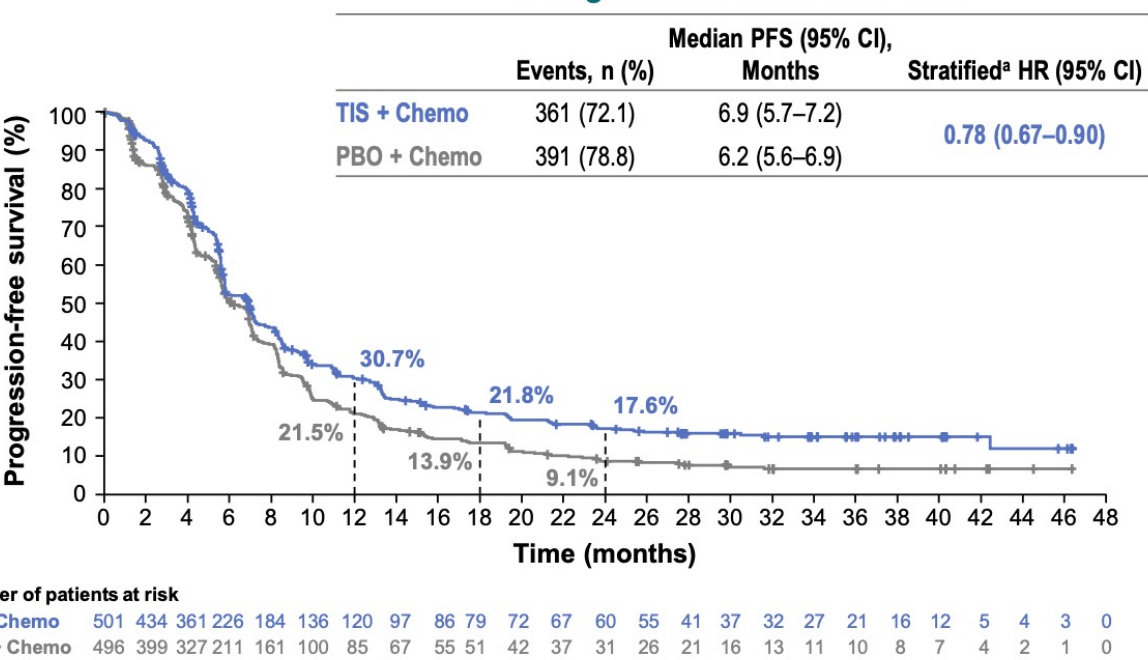 Median PFS (95% CI),
Events, n (%) Months Stratifiedᵃ HR (95% CI)
TIS + Chemo 361 (72.1) 6.9 (5.7–7.2) 0.78 (0.67–0.90)
PBO + Chemo 391 (78.8) 6.2 (5.6–6.9)
Progression-free survival (%)
100
90
80
70
60
50
40
30
20
10
0
30.7%
21.8%
17.6%
21.5%
13.9%
9.1%
0 2 4 6 8 10 12 14 16 18 20 22 24 26 28 30 32 34 36 38 40 42 44 46 48
Time (months)
er of patients at risk
Chemo 501 434 361 226 184 136 120 97 86 79 72 67 60 55 41 37 32 27 21 16 12 5 4 3 0
Chemo 496 399 327 211 161 100 85 67 55 51 42 37 31 26 21 16 13 11 10 8 7 4 2 1 0